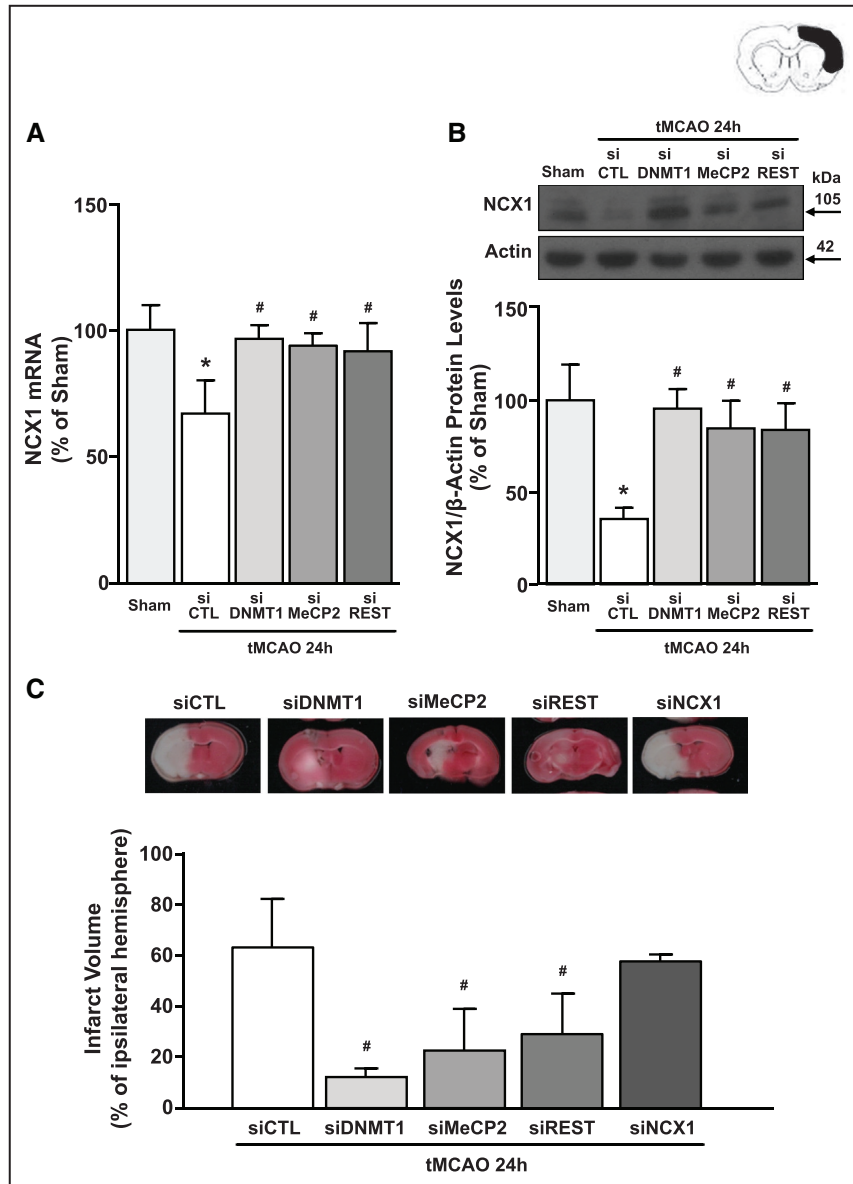 A
150
100
50
0
NCX1 mRNA
(% of Sham)
*
#
#
#
Sham
si
CTL
si
DNMT1
si
MeCP2
si
REST
tMCAO 24h
B
tMCAO 24h
Sham
si
CTL
si
DNMT1
si
MeCP2
si
REST
kDa
NCX1
105
Actin
42
150
100
50
0
NCX1/β-Actin Protein Levels
(% of Sham)
*
#
#
#
Sham
si
CTL
si
DNMT1
si
MeCP2
si
REST
tMCAO 24h
C
siCTL siDNMT1 siMeCP2 siREST siNCX1
100
80
60
40
20
0
Infarct Volume
(% of ipsilateral hemisphere)
#
#
#
siCTL siDNMT1 siMeCP2 siREST siNCX1
tMCAO 24h